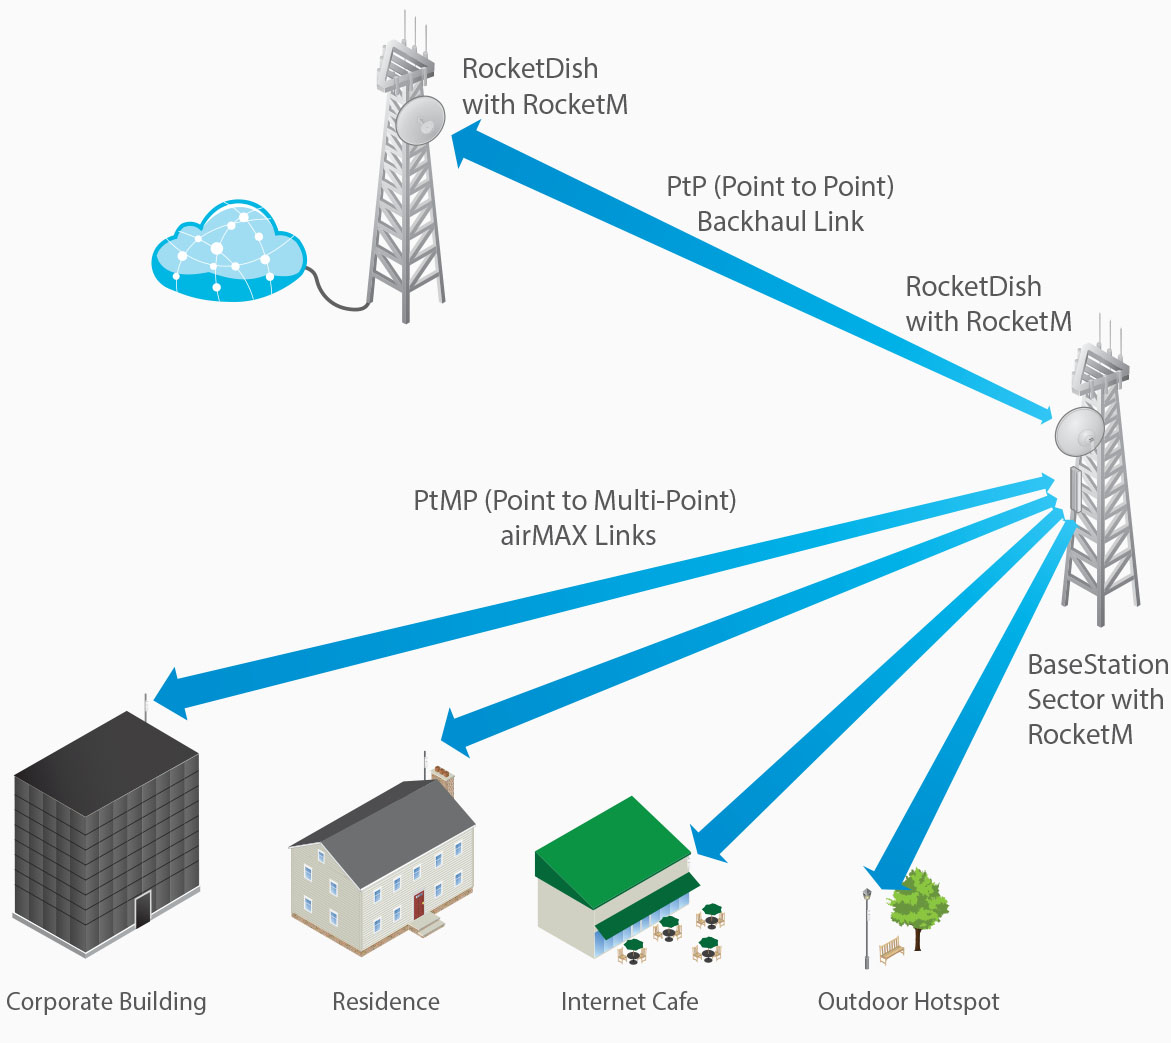 RocketDish
with RocketM
PtP (Point to Point)
Backhaul Link
RocketDish
with RocketM
PtMP (Point to Multi-Point)
airMAX Links
BaseStation
Sector with
RocketM
Corporate Building
Residence
Internet Cafe
Outdoor Hotspot